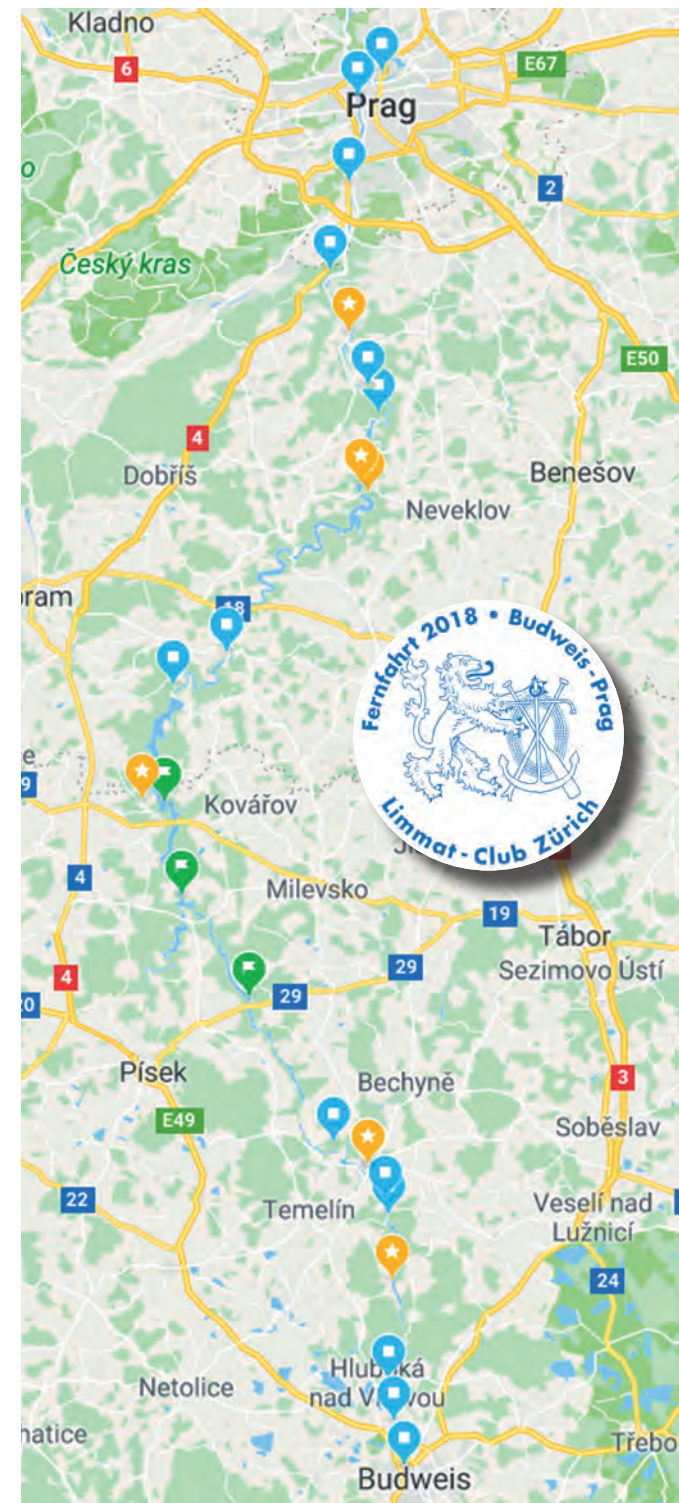 Kladno
6
E67
Prag
2
Český kras
E50
4
Dobříš
Benešov
Neveklov
18
Fernfahrt 2018 • Budweis - Prag
Limmat - Club Zürich
Kovářov
4
Milevsko
19
Tábor
29
Sezimovo Ústí
4
29
Písek
Bechyně
3
E49
Soběslav
22
Temelín
Veselí nad
Lužnicí
24
Netolice
Budweis